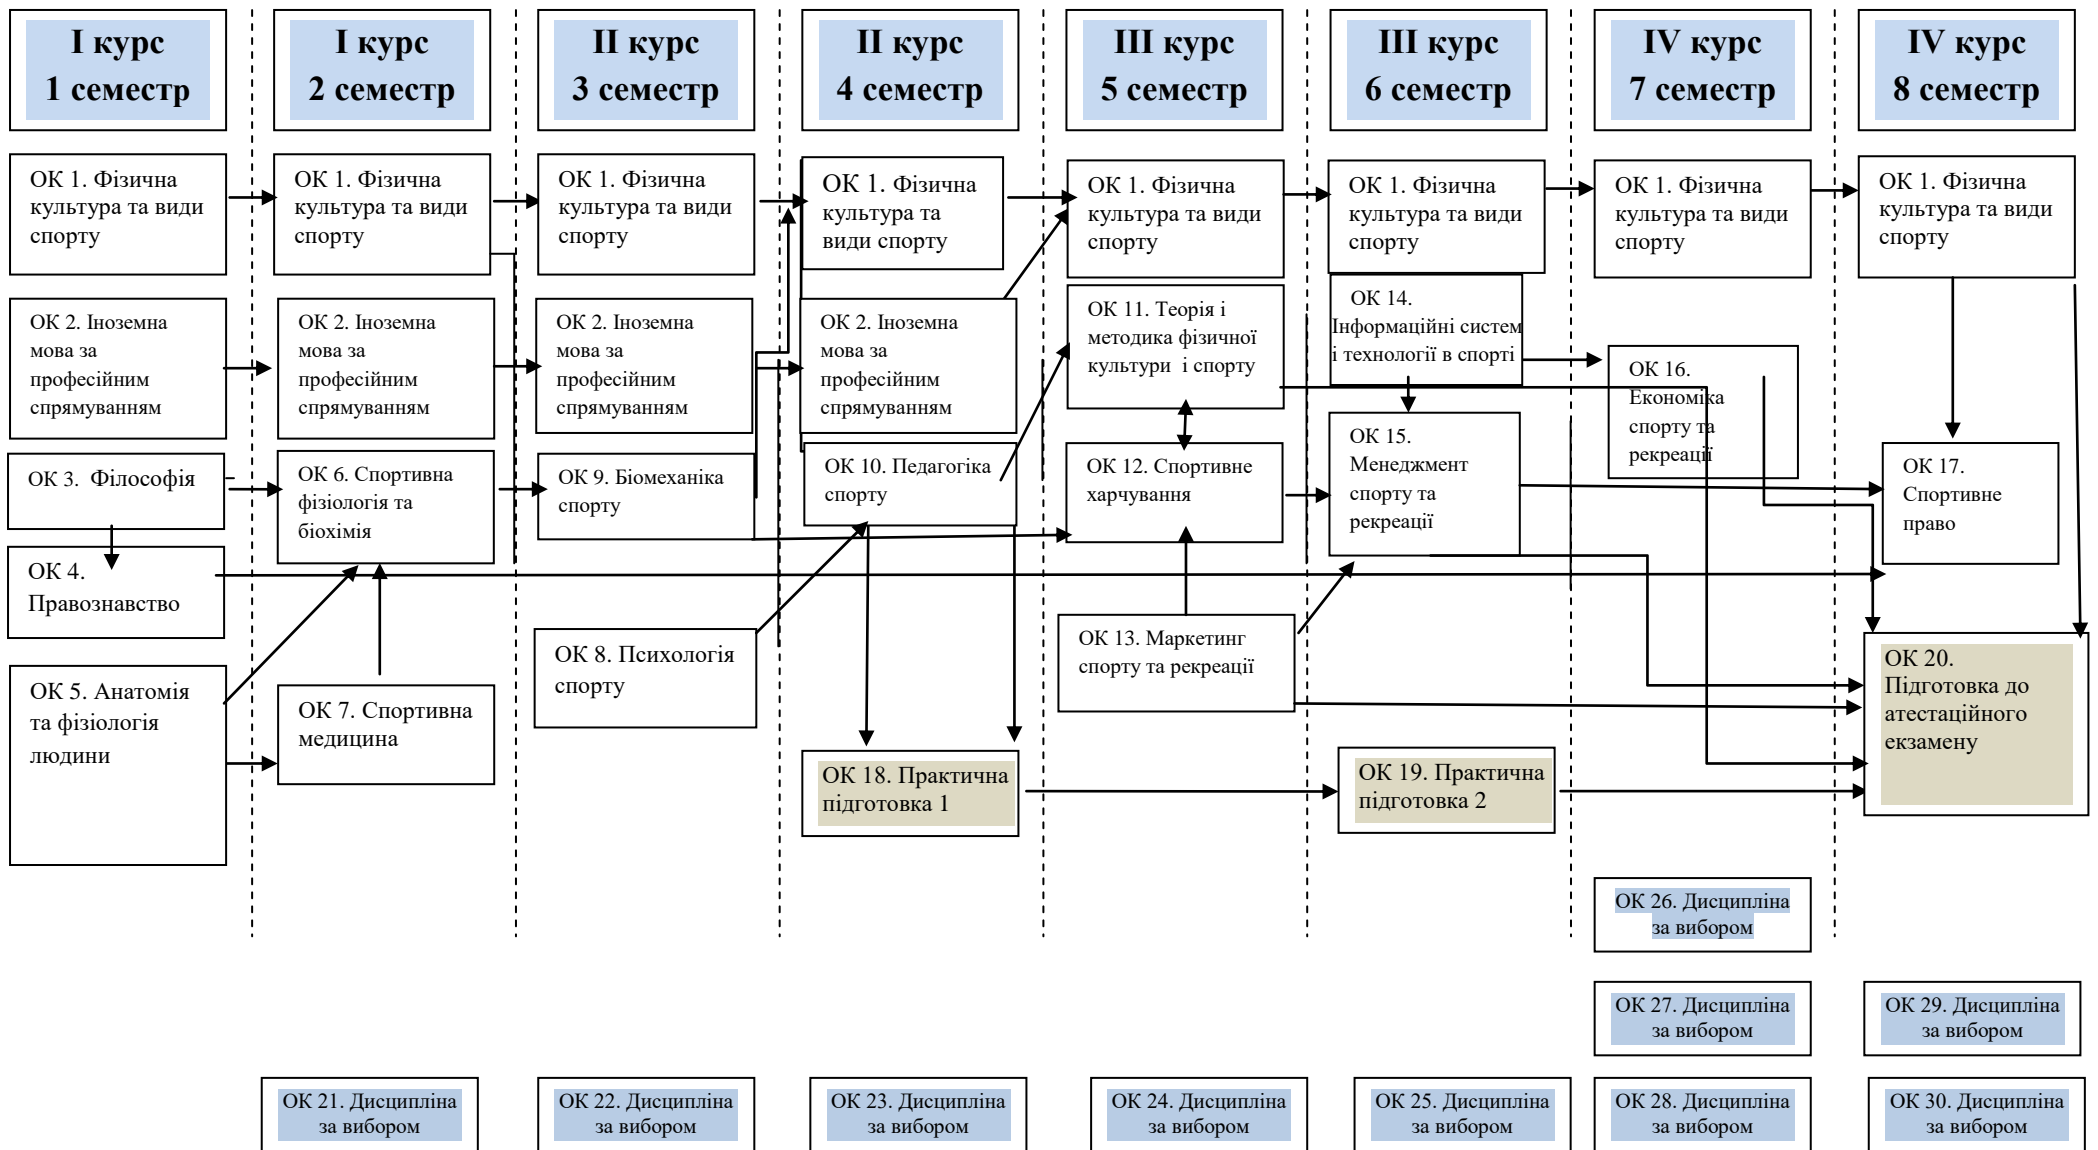 I курс
1 семестр
I курс
2 семестр
II курс
3 семестр
II курс
4 семестр
III курс
5 семестр
III курс
6 семестр
IV курс
7 семестр
IV курс
8 семестр
ОК 1. Фізична
культура та види
спорту
ОК 1. Фізична
культура та види
спорту
ОК 1. Фізична
культура та види
спорту
ОК 1. Фізична
культура та
види спорту
ОК 1. Фізична
культура та види
спорту
ОК 1. Фізична
культура та види
спорту
ОК 1. Фізична
культура та види
спорту
ОК 1. Фізична
культура та види
спорту
ОК 2. Іноземна
мова за
професійним
спрямуванням
ОК 2. Іноземна
мова за
професійним
спрямуванням
ОК 2. Іноземна
мова за
професійним
спрямуванням
ОК 2. Іноземна
мова за
професійним
спрямуванням
ОК 11. Теорія і
методика фізичної
культури і спорту
ОК 14.
Інформаційні систем
і технології в спорті
ОК 16.
Економіка
спорту та
рекреації
ОК 3. Філософія
ОК 6. Спортивна
фізіологія та
біохімія
ОК 9. Біомеханіка
спорту
ОК 10. Педагогіка
спорту
ОК 12. Спортивне
харчування
ОК 15.
Менеджмент
спорту та
рекреації
ОК 17.
Спортивне
право
ОК 4.
Правознавство
ОК 5. Анатомія
та фізіологія
людини
ОК 7. Спортивна
медицина
ОК 8. Психологія
спорту
ОК 13. Маркетинг
спорту та рекреації
ОК 20.
Підготовка до
атестаційного
екзамену
ОК 18. Практична
підготовка 1
ОК 19. Практична
підготовка 2
ОК 26. Дисципліна
за вибором
ОК 27. Дисципліна
за вибором
ОК 29. Дисципліна
за вибором
ОК 21. Дисципліна
за вибором
ОК 22. Дисципліна
за вибором
ОК 23. Дисципліна
за вибором
ОК 24. Дисципліна
за вибором
ОК 25. Дисципліна
за вибором
ОК 28. Дисципліна
за вибором
ОК 30. Дисципліна
за вибором